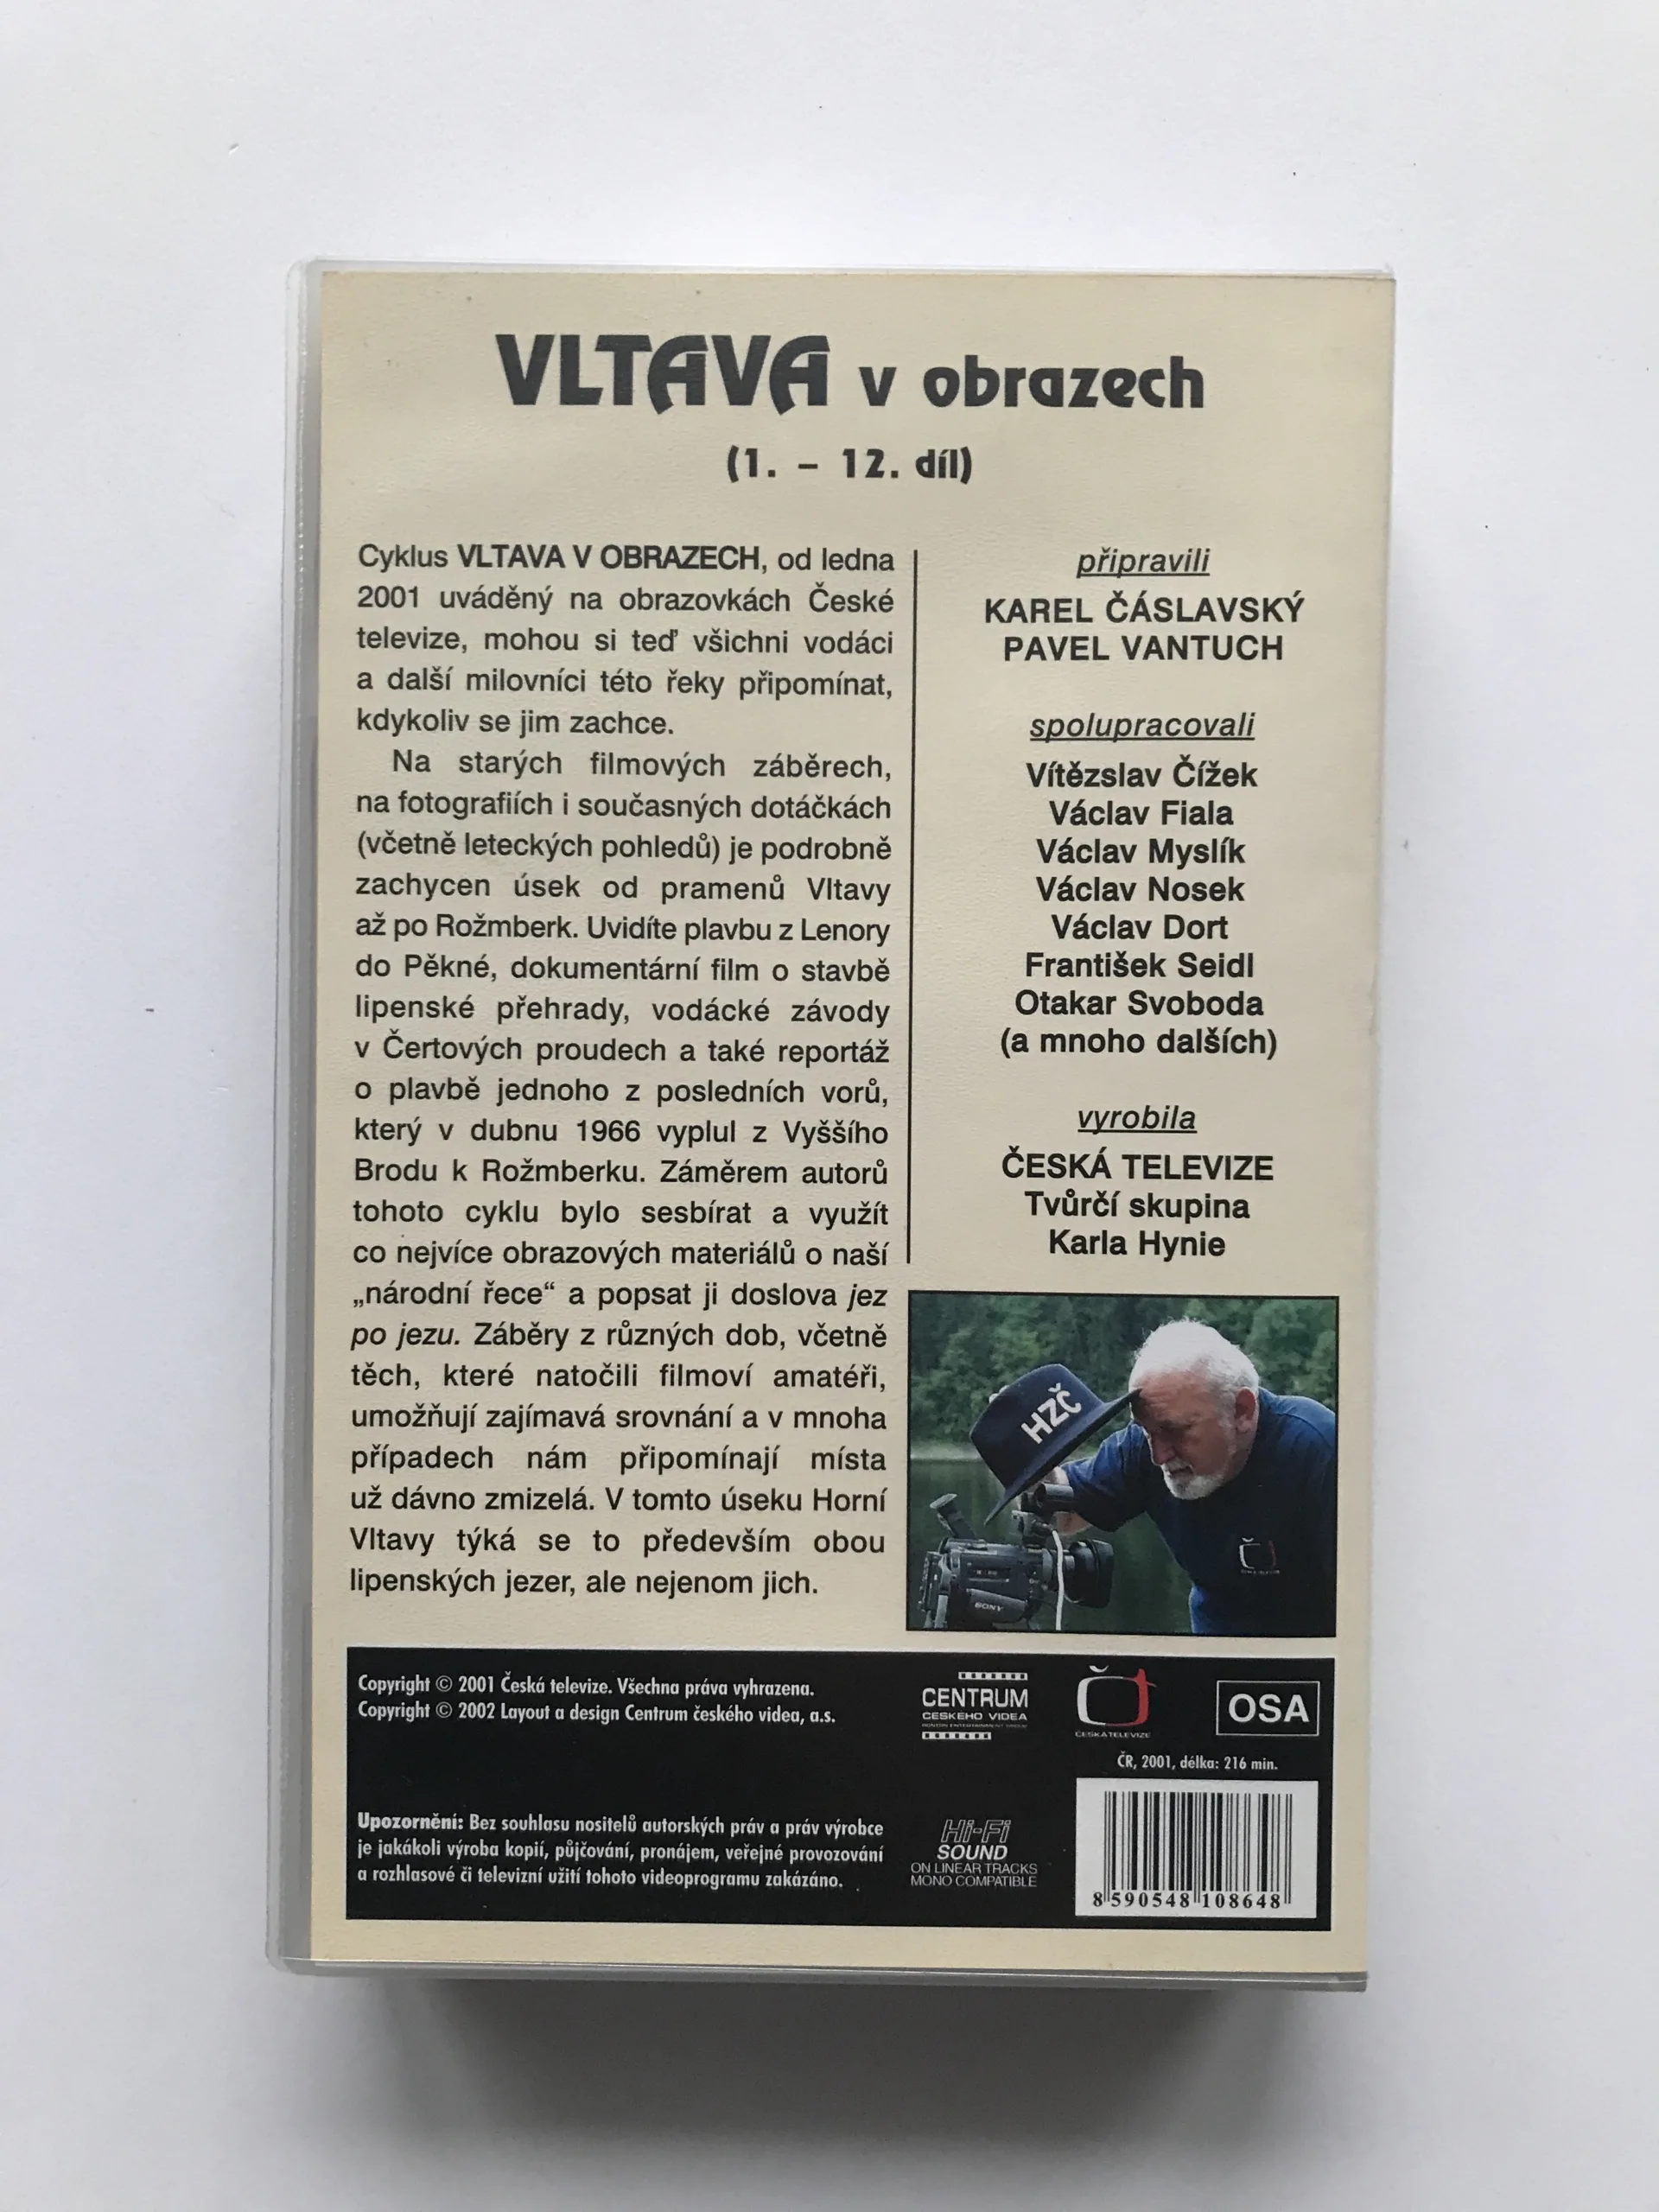 VLTAVA v obrazech
(1. – 12. díl)
Cyklus VLTAVA V OBRAZECH, od ledna
2001 uváděný na obrazovkách České
televize, mohou si teď všichni vodáci
a další milovníci této řeky připomínat,
kdykoliv se jim zachce.
Na starých filmových záběrech,
na fotografiích i současných dotáčkách
(včetně leteckých pohledů) je podrobně
zachycen úsek od pramenů Vltavy
až po Rožmberk. Uvidíte plavbu z Lenory
do Pěkné, dokumentární film o stavbě
lipenské přehrady, vodácké závody
v Čertových proudech a také reportáž
o plavbě jednoho z posledních vorů,
který v dubnu 1966 vyplul z Vyššího
Brodu k Rožmberku. Záměrem autorů
tohoto cyklu bylo sesbírat a využít
co nejvíce obrazových materiálů o naší
„národní řece“ a popsat ji doslova jez
po jezu. Záběry z různých dob, včetně
těch, které natočili filmoví amatéři,
umožňují zajímavá srovnání a v mnoha
případech nám připomínají místa
už dávno zmizelá. V tomto úseku Horní
Vltavy týká se to především obou
lipenských jezer, ale nejenom jich.
připravili
KAREL ČÁSLAVSKÝ
PAVEL VANTUCH
spolupracovali
Vítězslav Čížek
Václav Fiala
Václav Myslík
Václav Nosek
Václav Dort
František Seidl
Otakar Svoboda
(a mnoho dalších)
vyrobila
ČESKÁ TELEVIZE
Tvůrčí skupina
Karla Hynie
HZČ
SONY
Copyright © 2001 Česká televize. Všechna práva vyhrazena.
Copyright © 2002 Layout a design Centrum českého videa, a.s.
CENTRUM
ČESKÉHO VIDEA
ČESKÁ TELEVIZE
OSA
ČR, 2001, délka: 216 min.
Upozornění: Bez souhlasu nositelů autorských práv a práv výrobce
je jakákoli výroba kopií, půjčování, pronájem, veřejné provozování
a rozhlasové či televizní užití tohoto videoprogramu zakázáno.
Hi-Fi
SOUND
ON LINEAR TRACKS
MONO COMPATIBLE
8 590548 108648